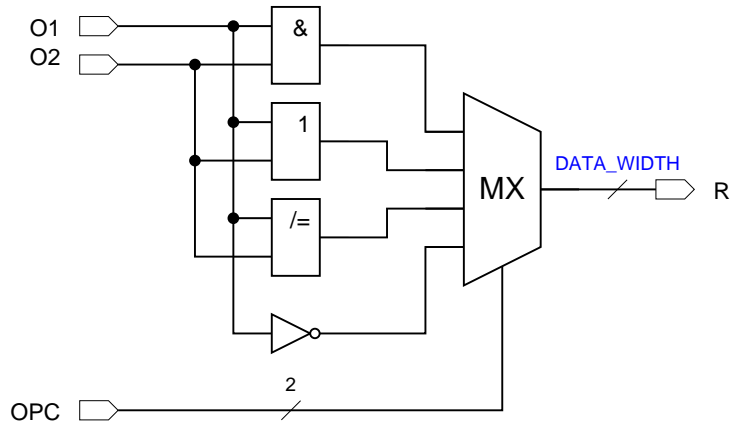 O1
O2
&
1
/=
MX
DATA_WIDTH
R
2
OPC